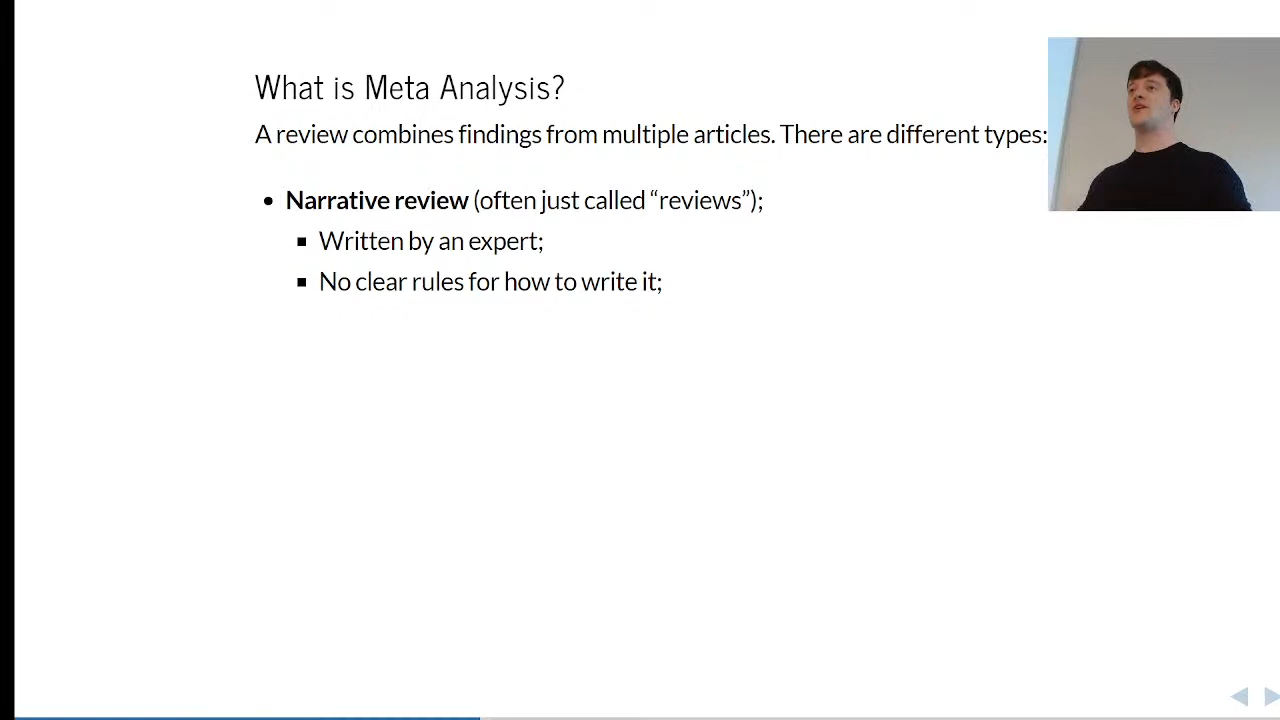 What is Meta Analysis?
A review combines findings from multiple articles. There are different types:
Narrative review (often just called “reviews”);
Written by an expert;
No clear rules for how to write it;